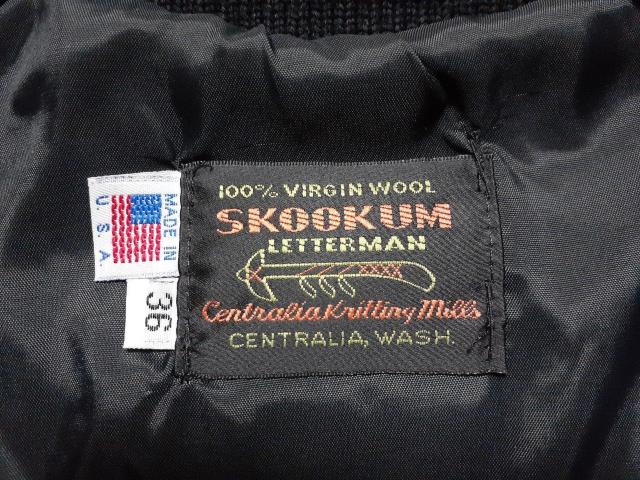 100% VIRGIN WOOL
SKOOKUM
LETTERMAN
Centralia Knitting Mills
CENTRALIA, WASH.
MADE IN
U.S.A.
36